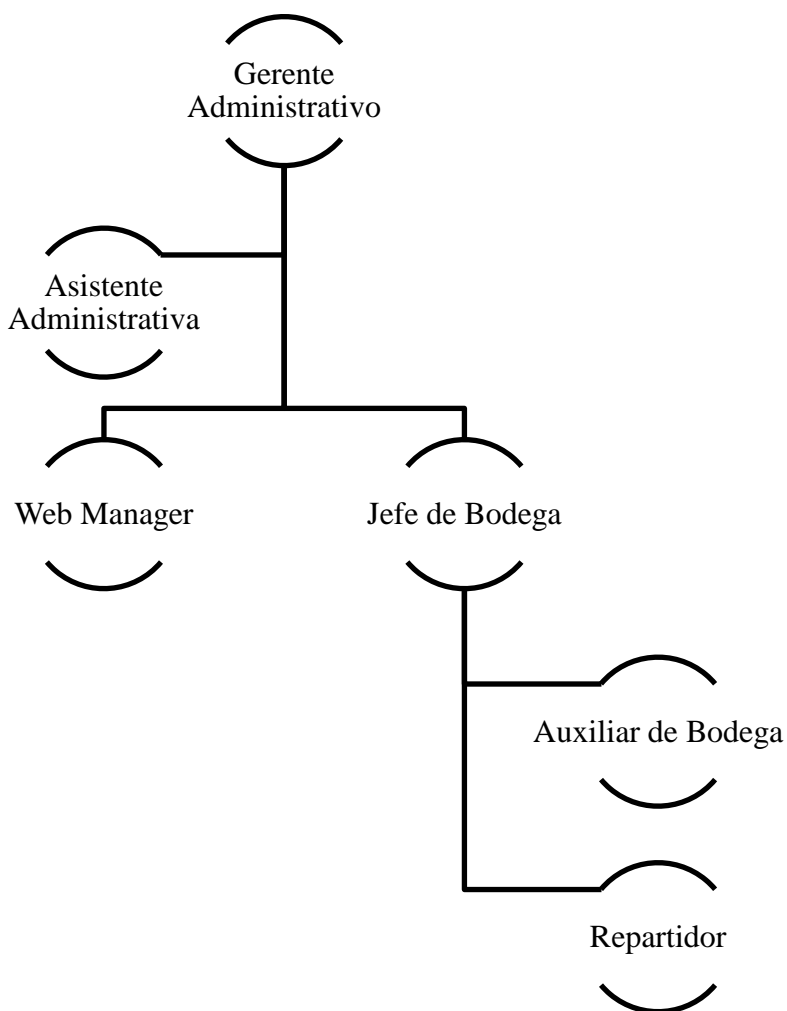 Gerente
Administrativo
Asistente
Administrativa
Web Manager
Jefe de Bodega
Auxiliar de Bodega
Repartidor